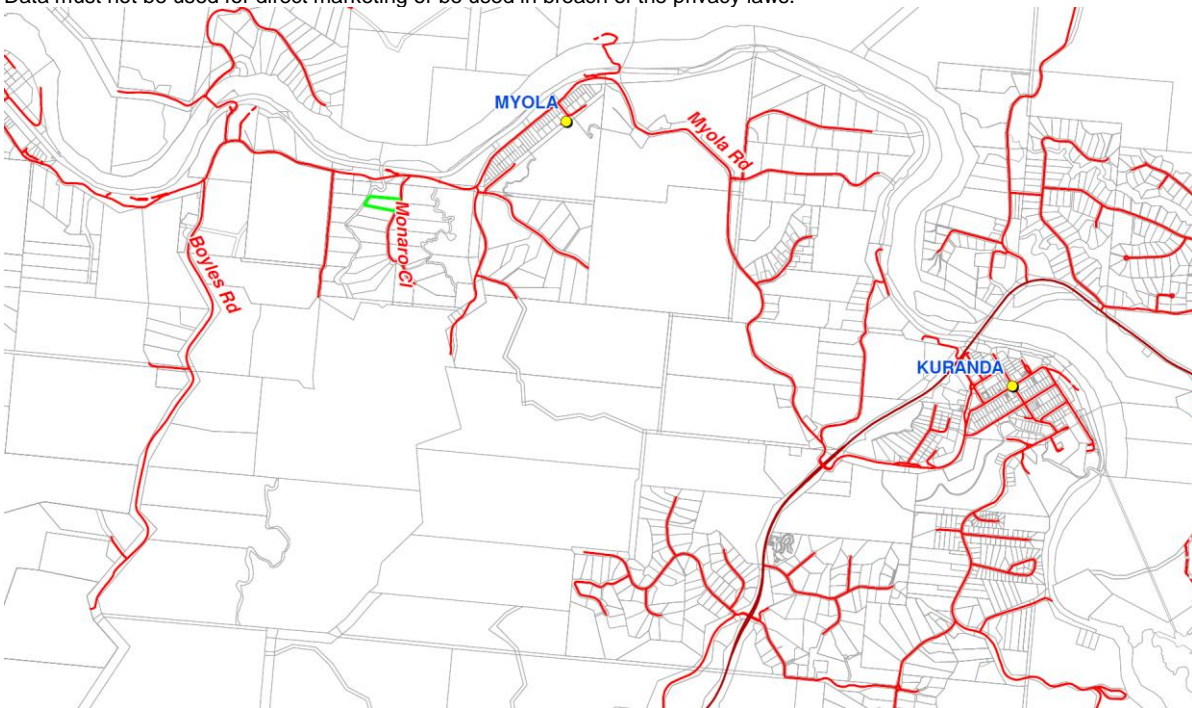 Data must not be used for direct marketing or be used in breach of the privacy laws.
MYOLA
Myola Rd
Monaro Cl
Boyles Rd
KURANDA